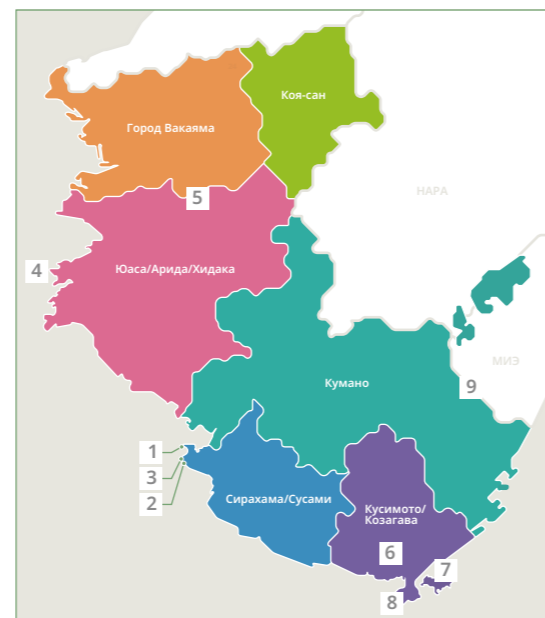 Коя-сан
Город Вакаяма
5
НАРА
4
Юаса/Арида/Хидака
МИЭ
Кумано
9
1
3
2
Сирахама/Сусами
Кусимото/
Козагава
6
7
8